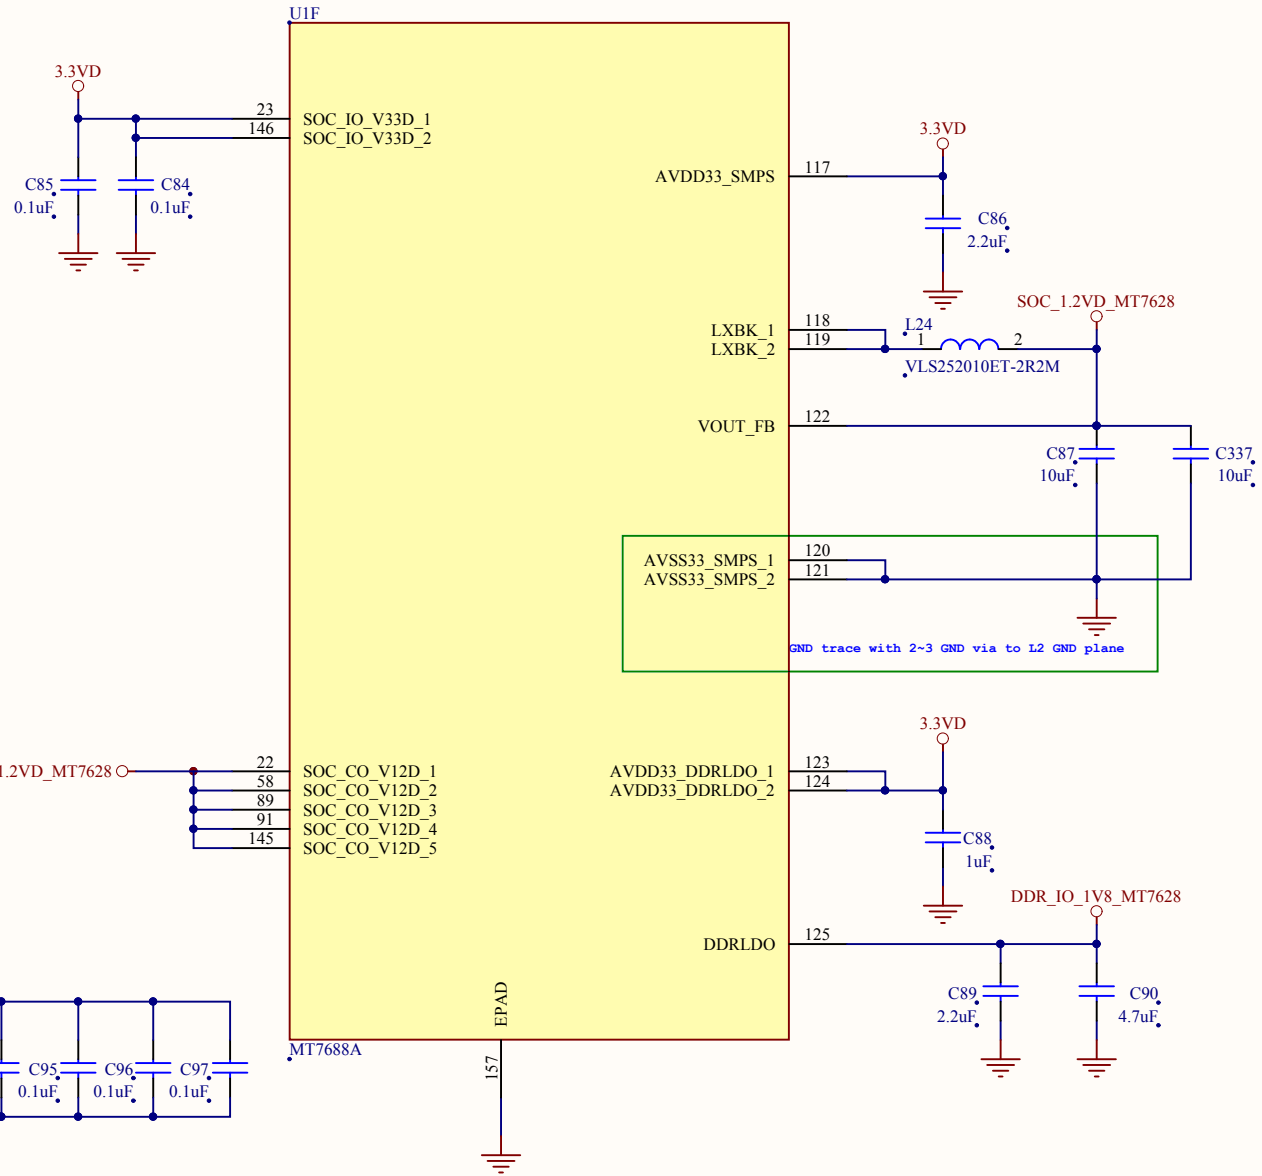 U1F
3.3VD
23
SOC_IO_V33D_1
146
SOC_IO_V33D_2
C85
0.1uF
C84
0.1uF
3.3VD
AVDD33_SMPS
117
C86
2.2uF
SOC_1.2VD_MT7628
LXBK_1
118
LXBK_2
119
L24
1
2
VLS252010ET-2R2M
VOUT_FB
122
C87
10uF
C337
10uF
AVSS33_SMPS_1
120
AVSS33_SMPS_2
121
GND trace with 2~3 GND via to L2 GND plane
3.3VD
1.2VD_MT7628
22
SOC_CO_V12D_1
58
SOC_CO_V12D_2
89
SOC_CO_V12D_3
91
SOC_CO_V12D_4
145
SOC_CO_V12D_5
AVDD33_DDRLDO_1
123
AVDD33_DDRLDO_2
124
C88
1uF
DDR_IO_1V8_MT7628
DDRLDO
125
C89
2.2uF
C90
4.7uF
EPAD
157
MT7688A
C95
0.1uF
C96
0.1uF
C97
0.1uF